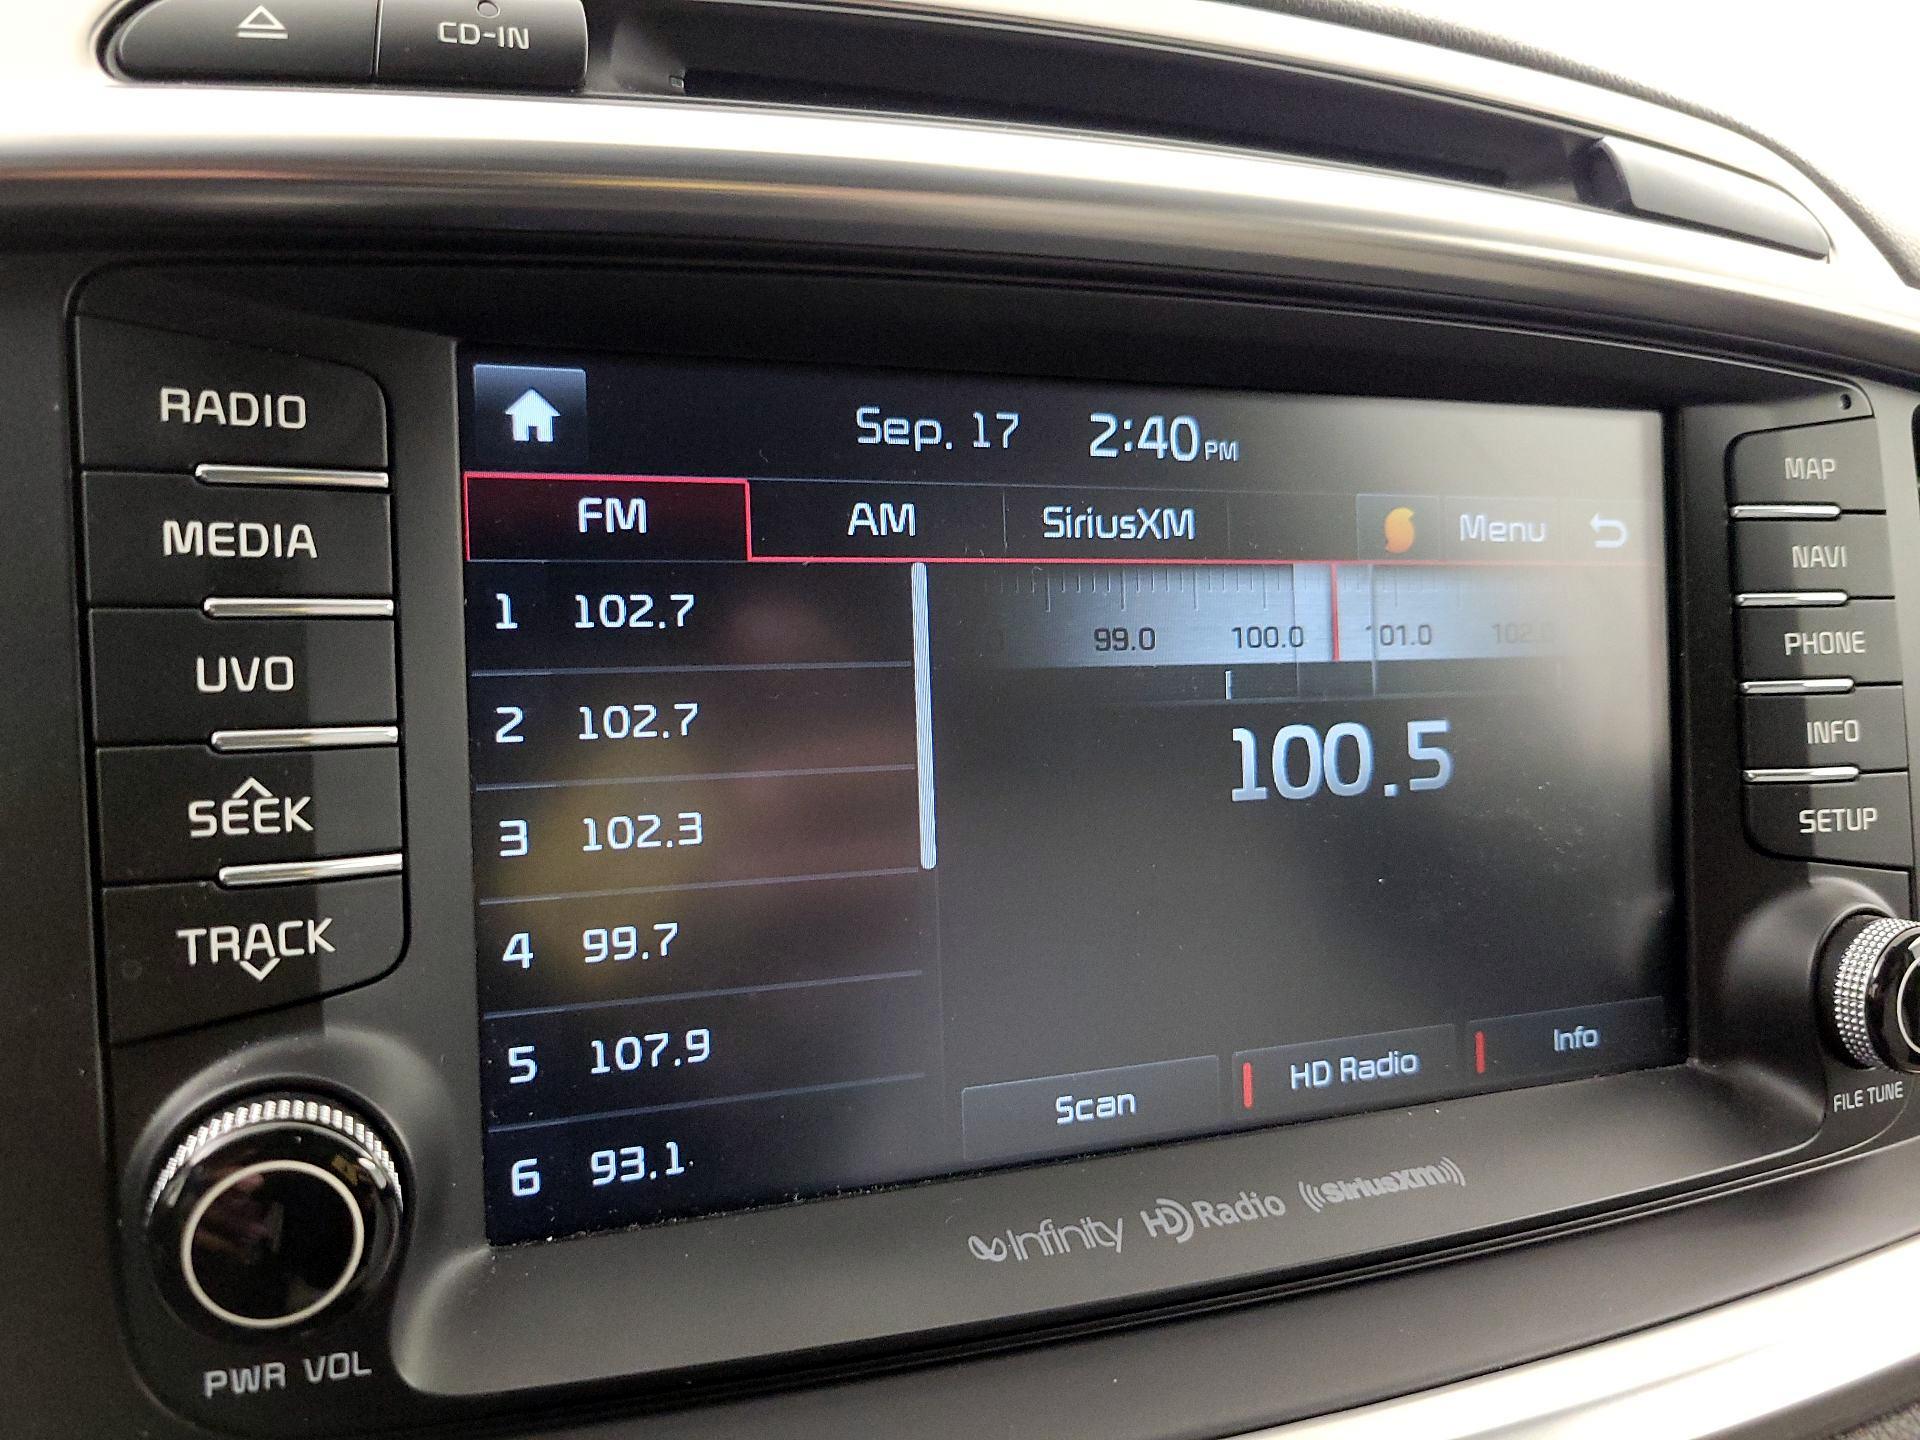 CD-IN
RADIO
MEDIA
UVO
SEEK
TRACK
PWR VOL
Sep. 17 2:40 PM
FM AM SiriusXM Menu
1 102.7
2 102.7
3 102.3
4 99.7
5 107.9
6 93.1
99.0 100.0 101.0 102.0
100.5
Scan HD Radio Info
Infinity HD Radio ((SiriusXM))
MAP
NAVI
PHONE
INFO
SETUP
FILE TUNE